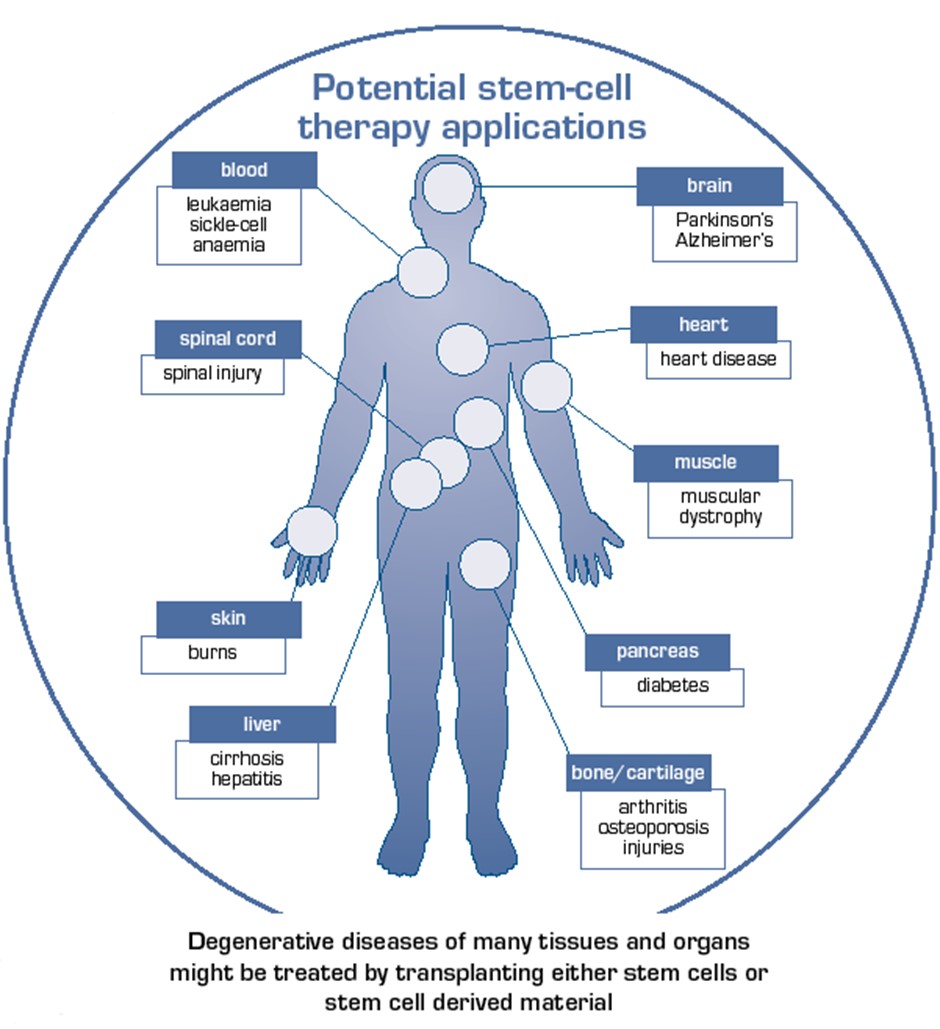 Potential stem-cell
therapy applications
blood
leukaemia
sickle-cell
anaemia
brain
Parkinson's
Alzheimer's
spinal cord
spinal injury
heart
heart disease
muscle
muscular
dystrophy
skin
burns
pancreas
diabetes
liver
cirrhosis
hepatitis
bone/cartilage
arthritis
osteoporosis
injuries
Degenerative diseases of many tissues and organs
might be treated by transplanting either stem cells or
stem cell derived material